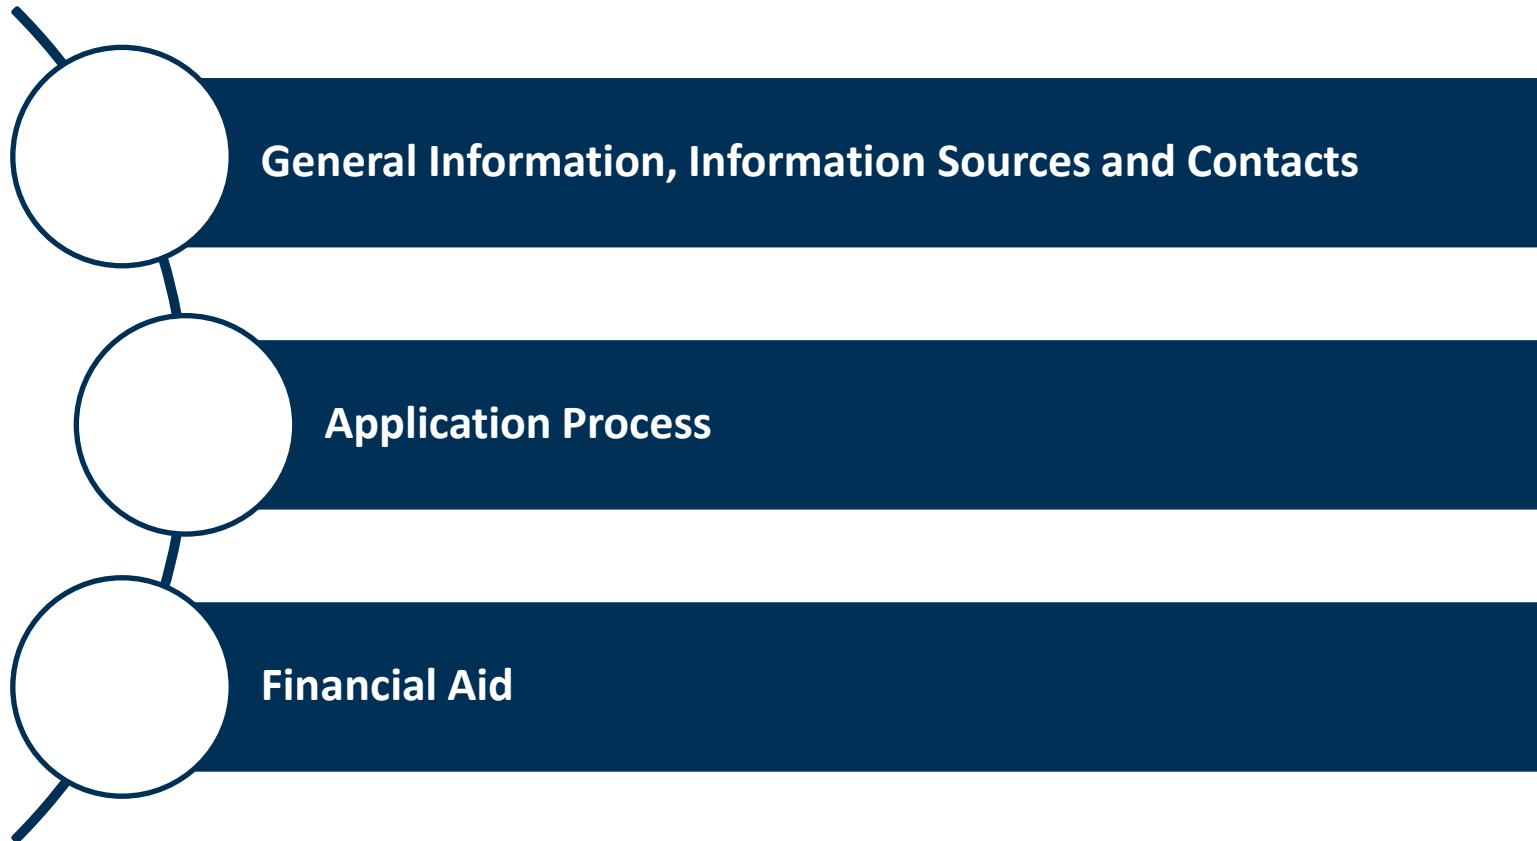 General Information, Information Sources and Contacts
Application Process
Financial Aid